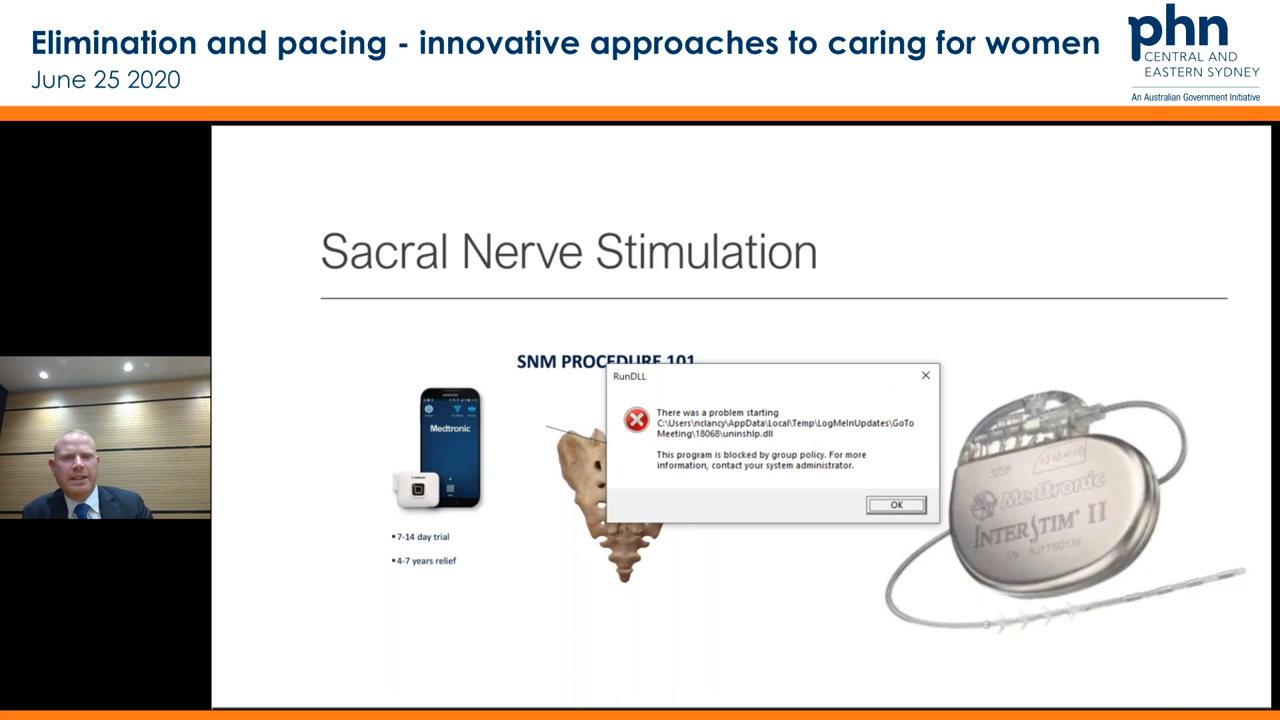 Elimination and pacing - innovative approaches to caring for women
June 25 2020
phn
CENTRAL AND
EASTERN SYDNEY
An Australian Government Initiative
Sacral Nerve Stimulation
SNM PROCEDURE 101
RunDLL
There was a problem starting
C:\Users\nclancy\AppData\Local\Temp\LogMeInUpdates\GoTo
Meeting\18068\uninshlp.dll
This program is blocked by group policy. For more
information, contact your system administrator.
OK
Medtronic
▪7-14 day trial
▪4-7 years relief
3058
Medtronic
INTERSTIM® II